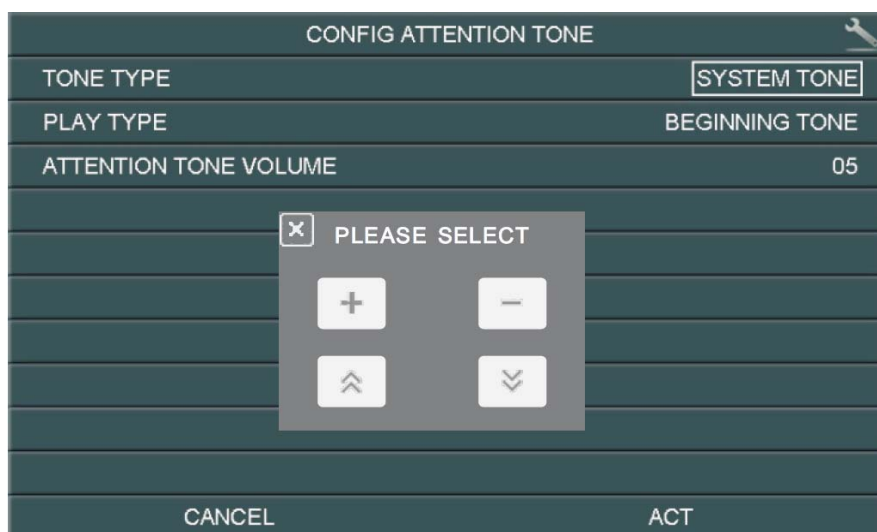 CONFIG ATTENTION TONE
TONE TYPE SYSTEM TONE
PLAY TYPE BEGINNING TONE
ATTENTION TONE VOLUME 05
PLEASE SELECT
CANCEL ACT